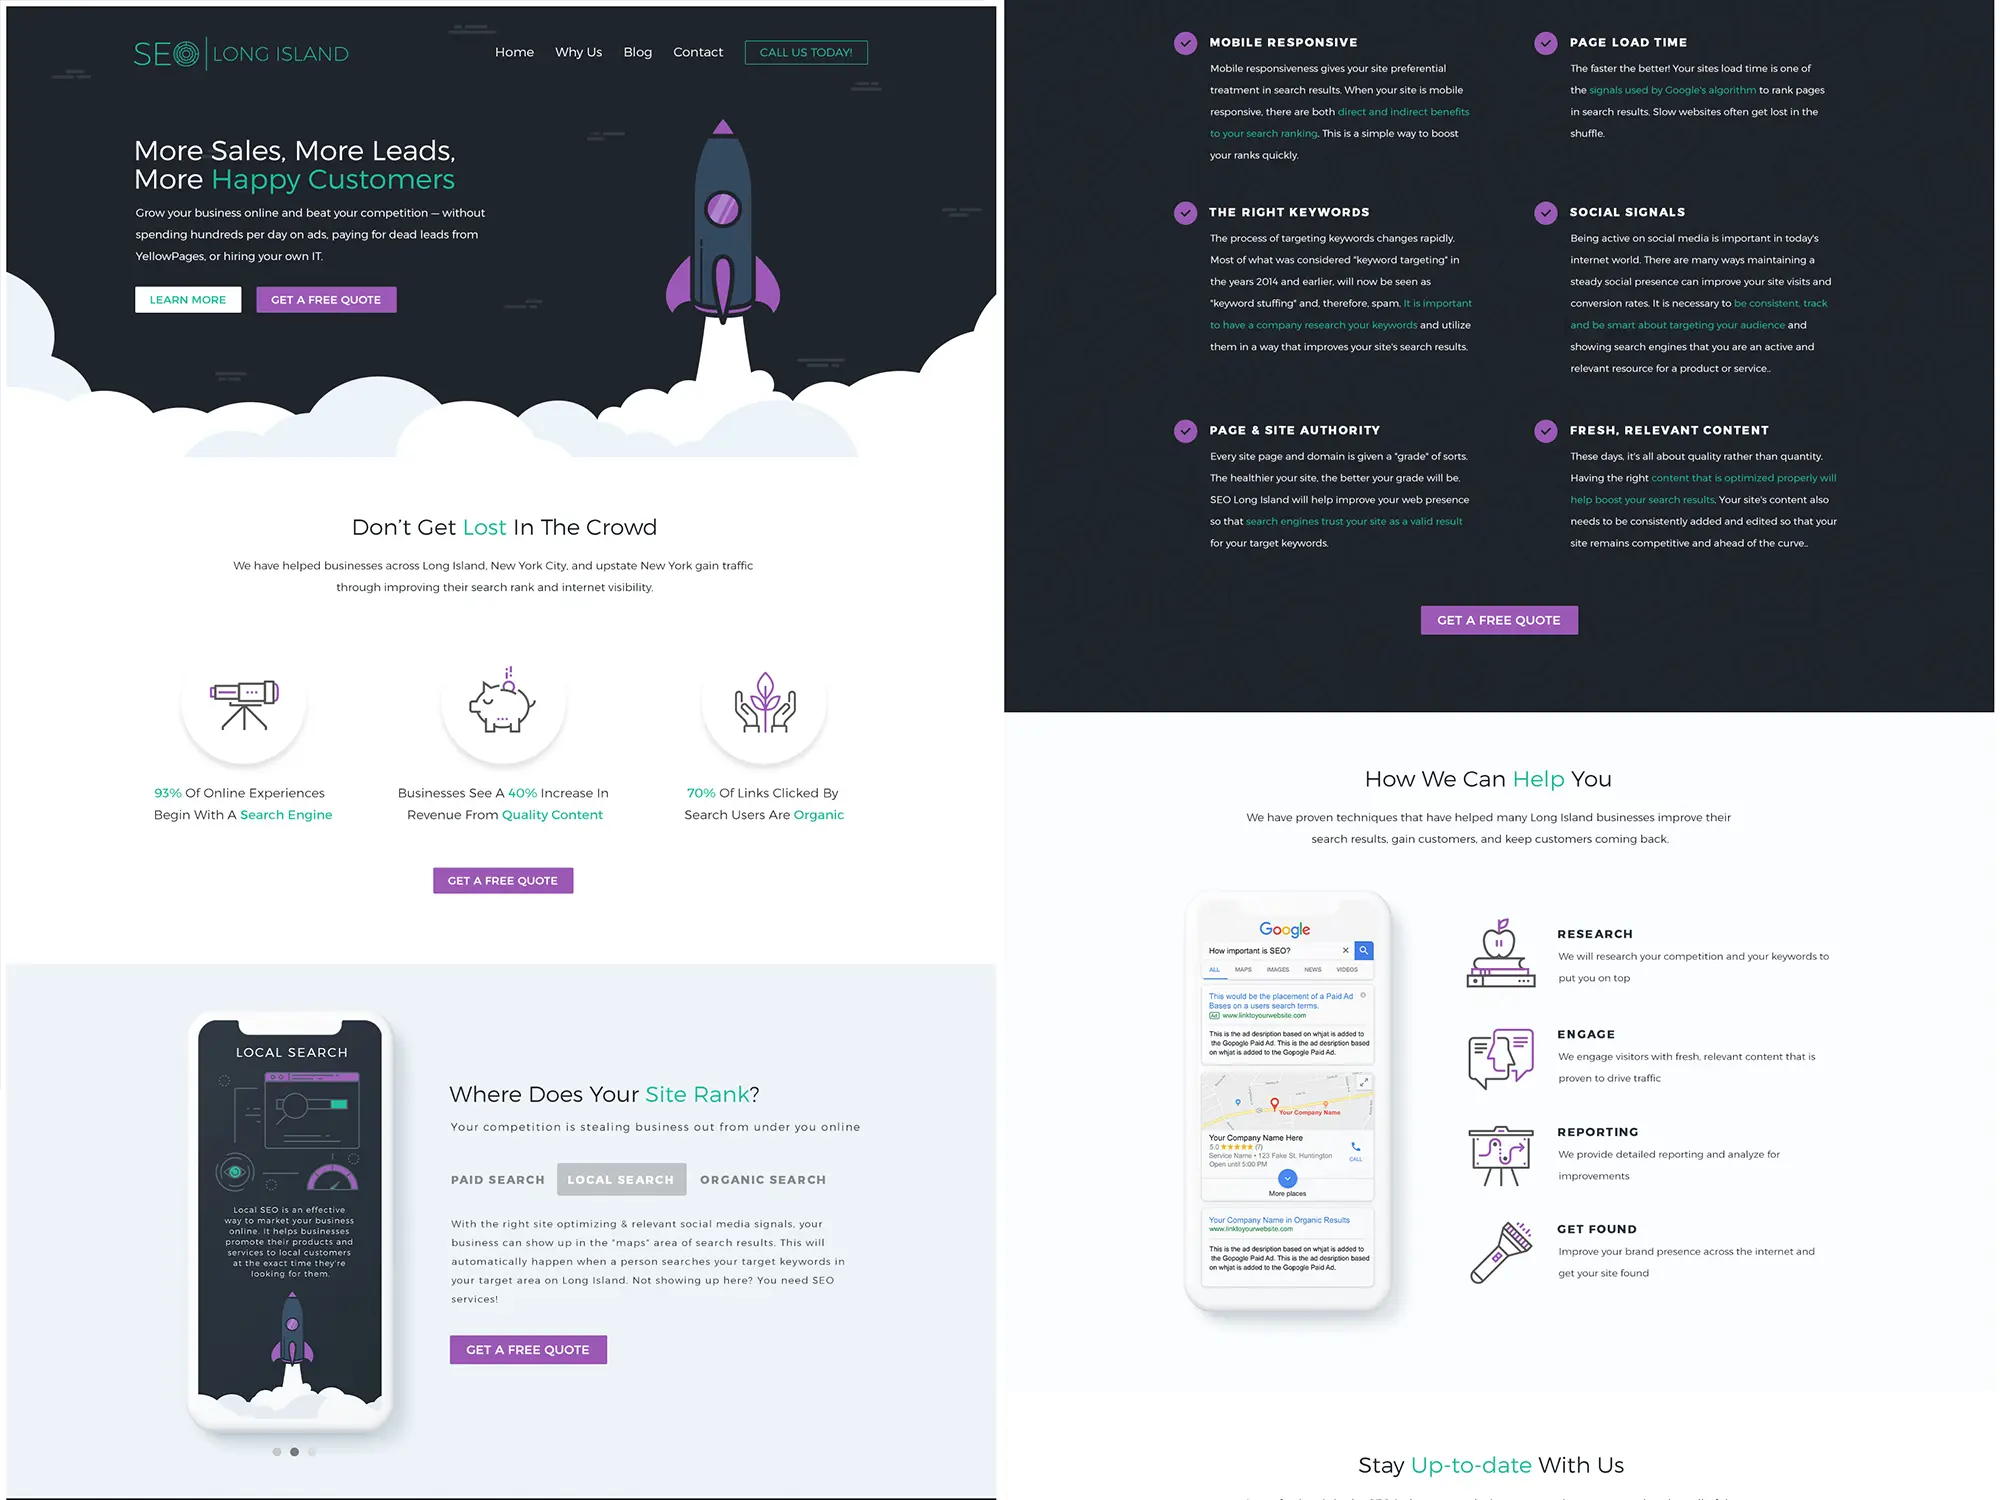 SEO LONG ISLAND
Home Why Us Blog Contact CALL US TODAY!
More Sales, More Leads,
More Happy Customers
Grow your business online and beat your competition — without
spending hundreds per day on ads, paying for dead leads from
YellowPages, or hiring your own IT.
LEARN MORE GET A FREE QUOTE
Don't Get Lost In The Crowd
We have helped businesses across Long Island, New York City, and upstate New York gain traffic
through improving their search rank and internet visibility.
93% Of Online Experiences
Begin With A Search Engine
Businesses See A 40% Increase In
Revenue From Quality Content
70% Of Links Clicked By
Search Users Are Organic
GET A FREE QUOTE
LOCAL SEARCH
Local SEO is an effective
way to market your business
online. It helps businesses
promote their products and
services to local customers
at the exact time they're
looking for them.
Where Does Your Site Rank?
Your competition is stealing business out from under you online
PAID SEARCH LOCAL SEARCH ORGANIC SEARCH
With the right site optimizing & relevant social media signals, your
business can show up in the "maps" area of search results. This will
automatically happen when a person searches your target keywords in
your target area on Long Island. Not showing up here? You need SEO
services!
GET A FREE QUOTE
MOBILE RESPONSIVE
Mobile responsiveness gives your site preferential
treatment in search results. When your site is mobile
responsive, there are both direct and indirect benefits
to your search ranking. This is a simple way to boost
your ranks quickly.
PAGE LOAD TIME
The faster the better! Your sites load time is one of
the signals used by Google's algorithm to rank pages
in search results. Slow websites often get lost in the
shuffle.
THE RIGHT KEYWORDS
The process of targeting keywords changes rapidly.
Most of what was considered "keyword targeting" in
the years 2014 and earlier, will now be seen as
"keyword stuffing" and, therefore, spam. It is important
to have a company research your keywords and utilize
them in a way that improves your site's search results.
SOCIAL SIGNALS
Being active on social media is important in today's
internet world. There are many ways maintaining a
steady social presence can improve your site visits and
conversion rates. It is necessary to be consistent, track
and be smart about targeting your audience and
showing search engines that you are an active and
relevant resource for a product or service..
PAGE & SITE AUTHORITY
Every site page and domain is given a "grade" of sorts.
The healthier your site, the better your grade will be.
SEO Long Island will help improve your web presence
so that search engines trust your site as a valid result
for your target keywords.
FRESH, RELEVANT CONTENT
These days, it's all about quality rather than quantity.
Having the right content that is optimized properly will
help boost your search results. Your site's content also
needs to be consistently added and edited so that your
site remains competitive and ahead of the curve..
GET A FREE QUOTE
How We Can Help You
We have proven techniques that have helped many Long Island businesses improve their
search results, gain customers, and keep customers coming back.
Google
How important is SEO?
ALL MAPS IMAGES NEWS VIDEOS
This would be the placement of a Paid Ad
Bases on a users search terms.
Ad www.linktoyourwebsite.com
This is the ad desription based on whjat is added to
the Gopogle Paid Ad. This is the ad desription based
on whjat is added to the Gopogle Paid Ad.
Your Company Name
Your Company Name Here
5.0 ★★★★★ (7)
Service Name • 123 Fake St. Huntington
Open until 5:00 PM
CALL
More places
Your Company Name in Organic Results
www.linktoyourwebsite.com
This is the ad desription based on whjat is added to
the Gopogle Paid Ad. This is the ad desription based
on whjat is added to the Gopogle Paid Ad.
RESEARCH
We will research your competition and your keywords to
put you on top
ENGAGE
We engage visitors with fresh, relevant content that is
proven to drive traffic
REPORTING
We provide detailed reporting and analyze for
improvements
GET FOUND
Improve your brand presence across the internet and
get your site found
Stay Up-to-date With Us